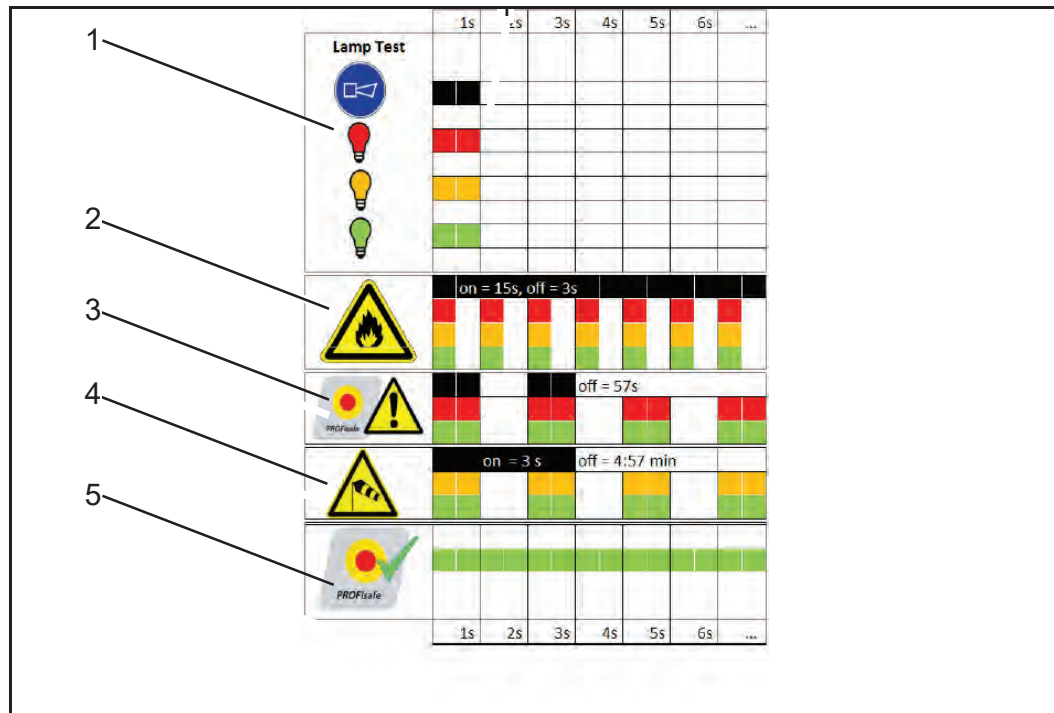 1s 2s 3s 4s 5s 6s ...
1
Lamp Test
2
on = 15s, off = 3s
3
off = 57s
PROFIsafe
4
on = 3 s off = 4:57 min
5
PROFIsafe
1s 2s 3s 4s 5s 6s ...